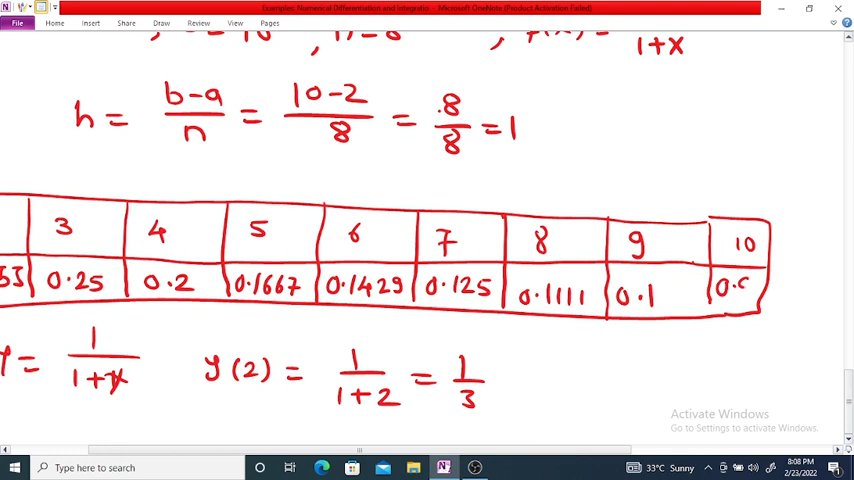 Examples, Numerical Differentiation and Integratin - Microsoft OneNote (Product Activation Failed)
File Home Insert Share Draw Review View Pages
1+x
h = b-a / n = 10-2 / 8 = 8/8 = 1
3 4 5 6 7 8 9 10
33 0.25 0.2 0.1667 0.1429 0.125 0.1111 0.1 0.
y = 1 / 1+x y(2) = 1 / 1+2 = 1/3
Activate Windows
Go to Settings to activate Windows.
Type here to search
33°C Sunny
8:08 PM
2/23/2022